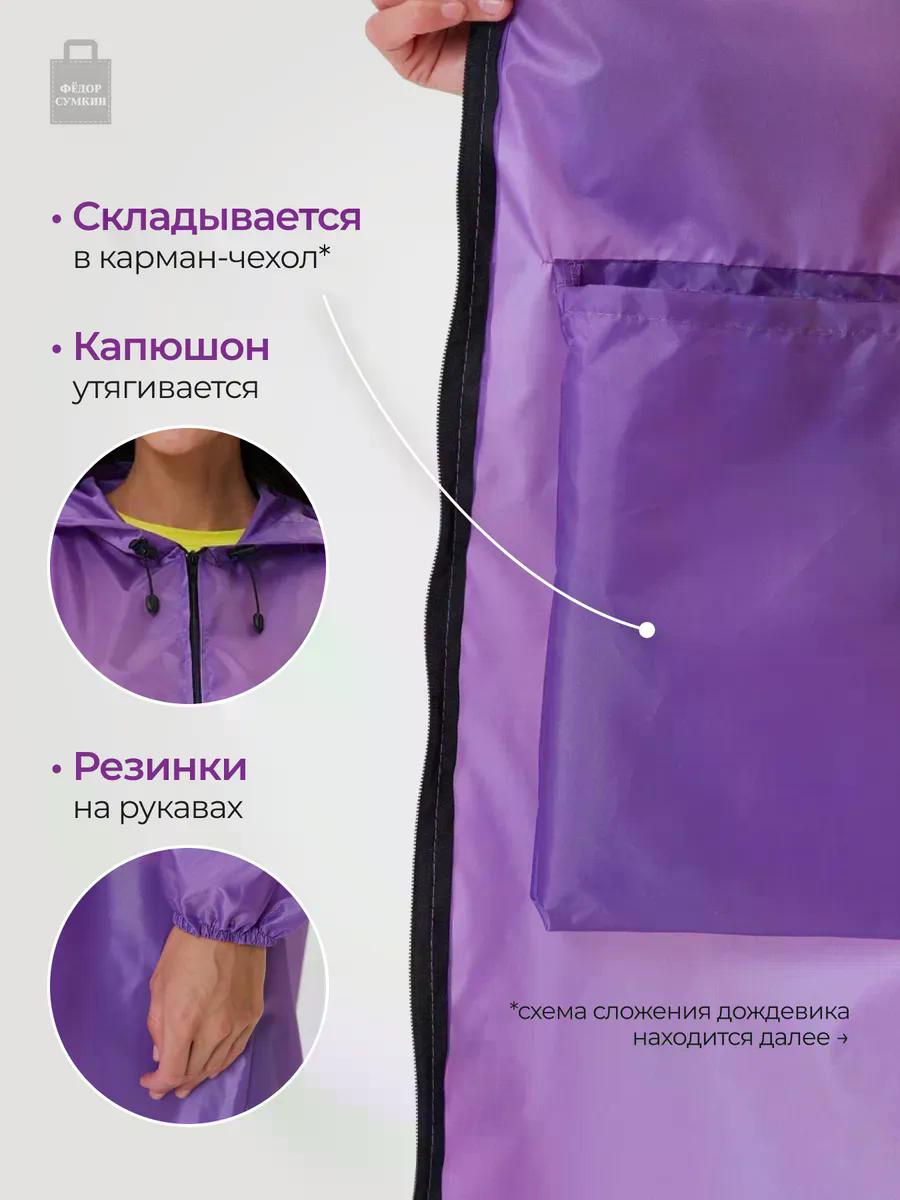 ФЁДОР
СУМКИН
• Складывается
в карман-чехол*
• Капюшон
утягивается
• Резинки
на рукавах
*схема сложения дождевика
находится далее →